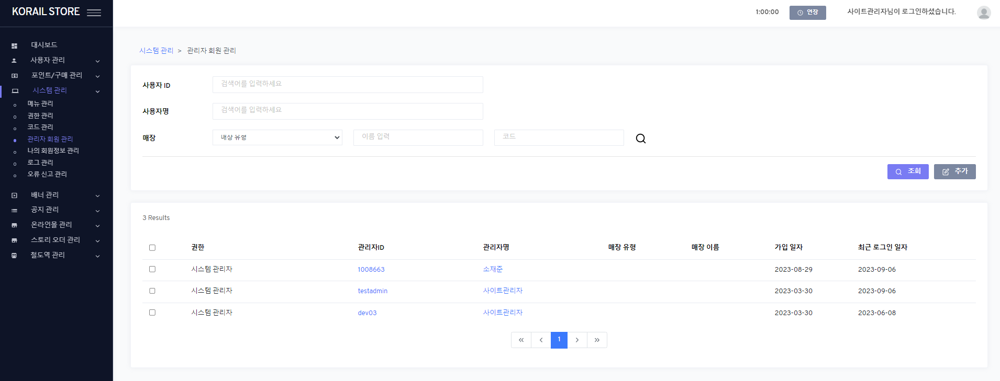 KORAIL STORE
1:00:00 연장 사이트관리자님이 로그인하셨습니다.
대시보드
사용자 관리
포인트/구매 관리
시스템 관리
메뉴 관리
권한 관리
코드 관리
관리자 회원 관리
나의 회원정보 관리
로그 관리
오류 신고 관리
배너 관리
공지 관리
온라인몰 관리
스토리 오더 관리
철도역 관리
시스템 관리 > 관리자 회원 관리
사용자 ID 검색어를 입력하세요
사용자명 검색어를 입력하세요
매장 매장 유형 이름 입력 코드
조회 추가
3 Results
권한 관리자ID 관리자명 매장 유형 매장 이름 가입 일자 최근 로그인 일자
시스템 관리자 1008663 소재준 2023-08-29 2023-09-06
시스템 관리자 testadmin 사이트관리자 2023-03-30 2023-09-06
시스템 관리자 dev03 사이트관리자 2023-03-30 2023-06-08
« ‹ 1 › »